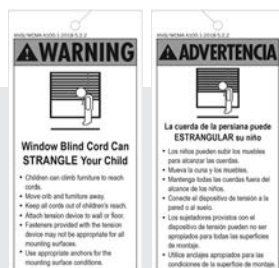 WARNING
Window Blind Cord Can
STRANGLE Your Child
• Children can climb furniture to reach
cords.
• Move crib and furniture away.
• Keep all cords out of children's reach.
• Attach tension device to wall or floor.
• Fasteners provided with the tension
device may not be appropriate for all
mounting surfaces.
• Use appropriate anchors for the
mounting surface conditions.
ADVERTENCIA
La cuerda de la persiana puede
ESTRANGULAR su niño
• Los niños pueden subir los muebles
para alcanzar las cuerdas.
• Mueva la cuna y los muebles.
• Mantenga todas las cuerdas fuera del
alcance de los niños.
• Conecte el dispositivo de tensión a la
pared o al suelo.
• Los sujetadores provistos con el
dispositivo de tensión pueden no ser
apropiados para todas las superficies
de montaje.
• Utilice anclajes apropiados para las
condiciones de la superficie de montaje